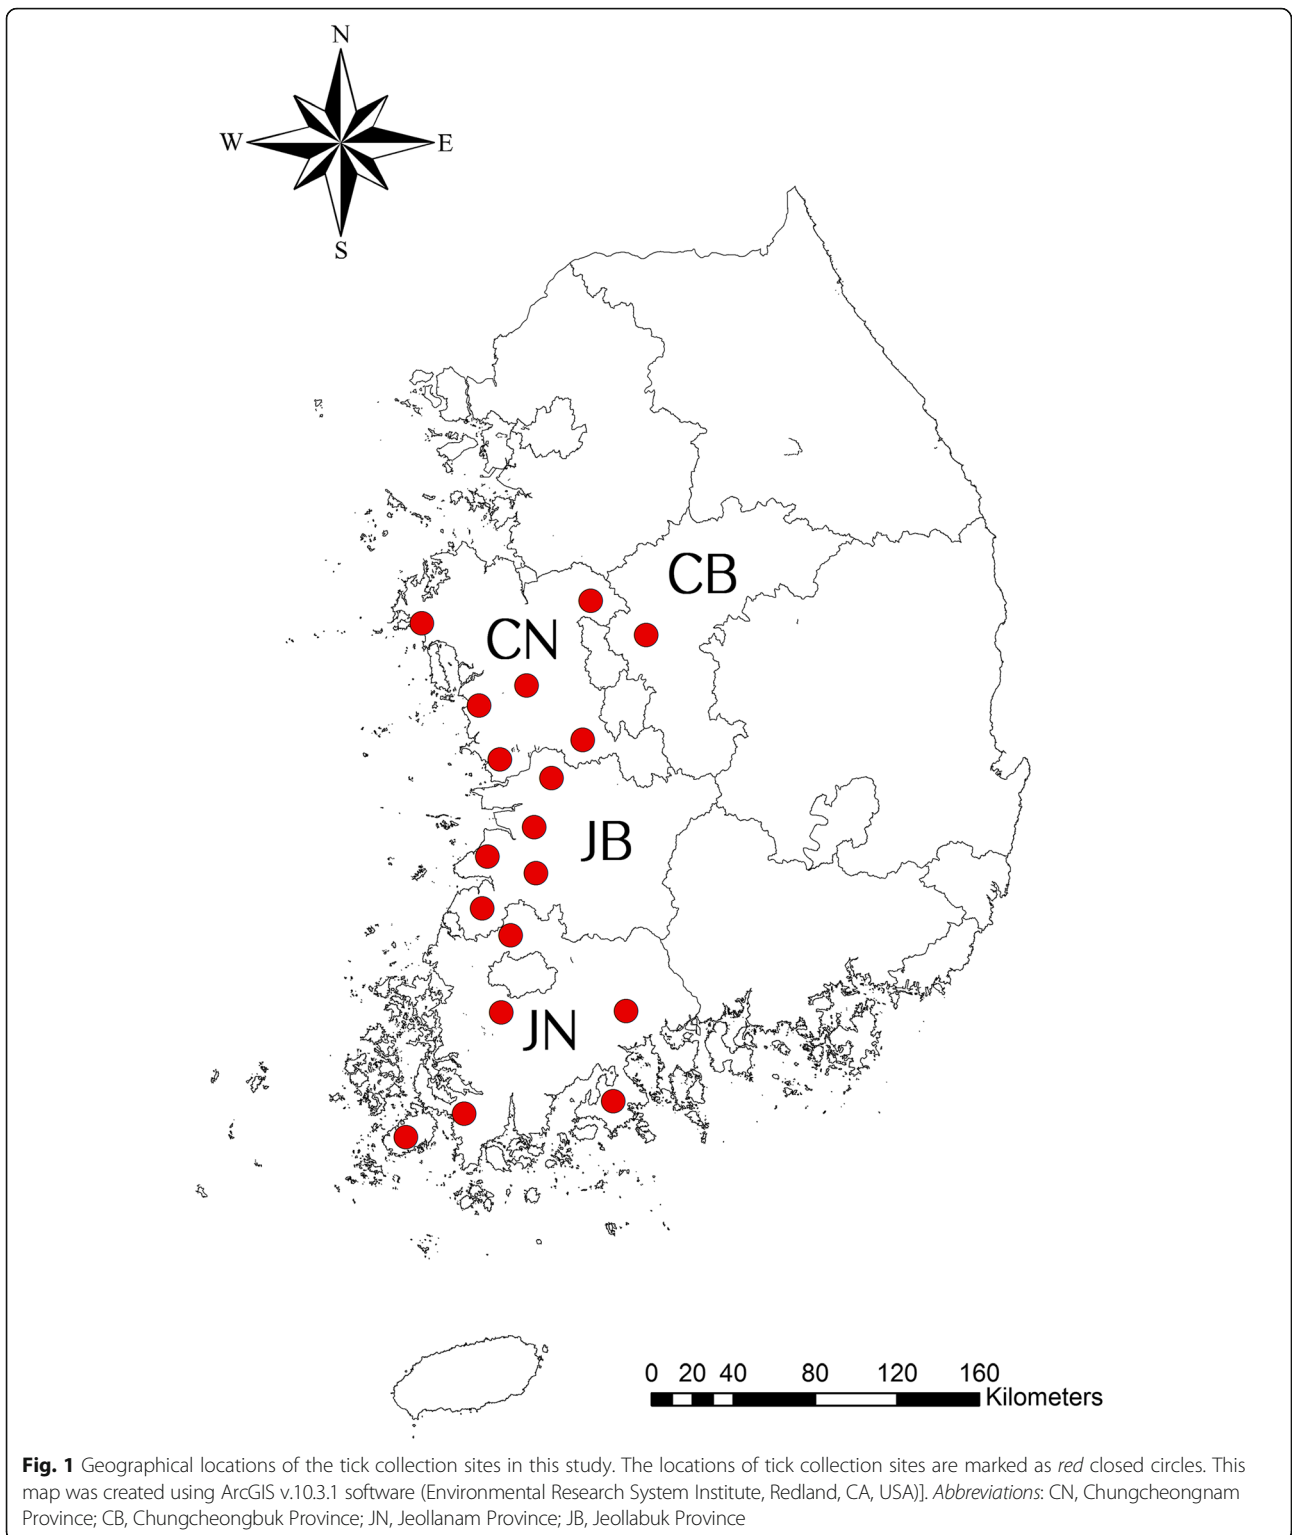 N
W E
S
CB
CN
JB
JN
0 20 40 80 120 160
Kilometers
Fig. 1 Geographical locations of the tick collection sites in this study. The locations of tick collection sites are marked as red closed circles. This
map was created using ArcGIS v.10.3.1 software (Environmental Research System Institute, Redland, CA, USA)]. Abbreviations: CN, Chungcheongnam
Province; CB, Chungcheongbuk Province; JN, Jeollanam Province; JB, Jeollabuk Province